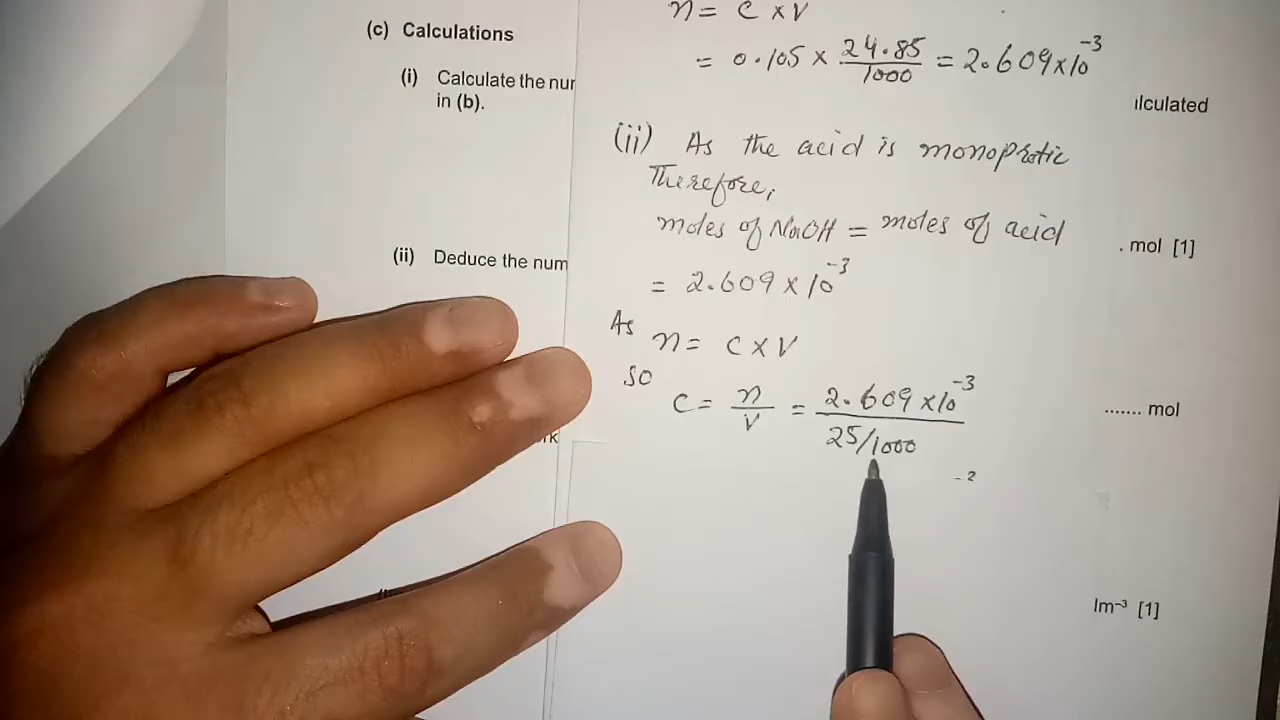 n = C x V
= 0.105 x 24.85/1000 = 2.609 x 10⁻³
(c) Calculations
(i) Calculate the nur
in (b).
ılculated
(ii) As the acid is monoprotic
Therefore,
moles of NaOH = moles of acid
. mol [1]
(ii) Deduce the num
= 2.609 x 10⁻³
As
n = C x V
so
C = n/V = 2.609 x 10⁻³ / 25/1000
....... mol
lm⁻³ [1]